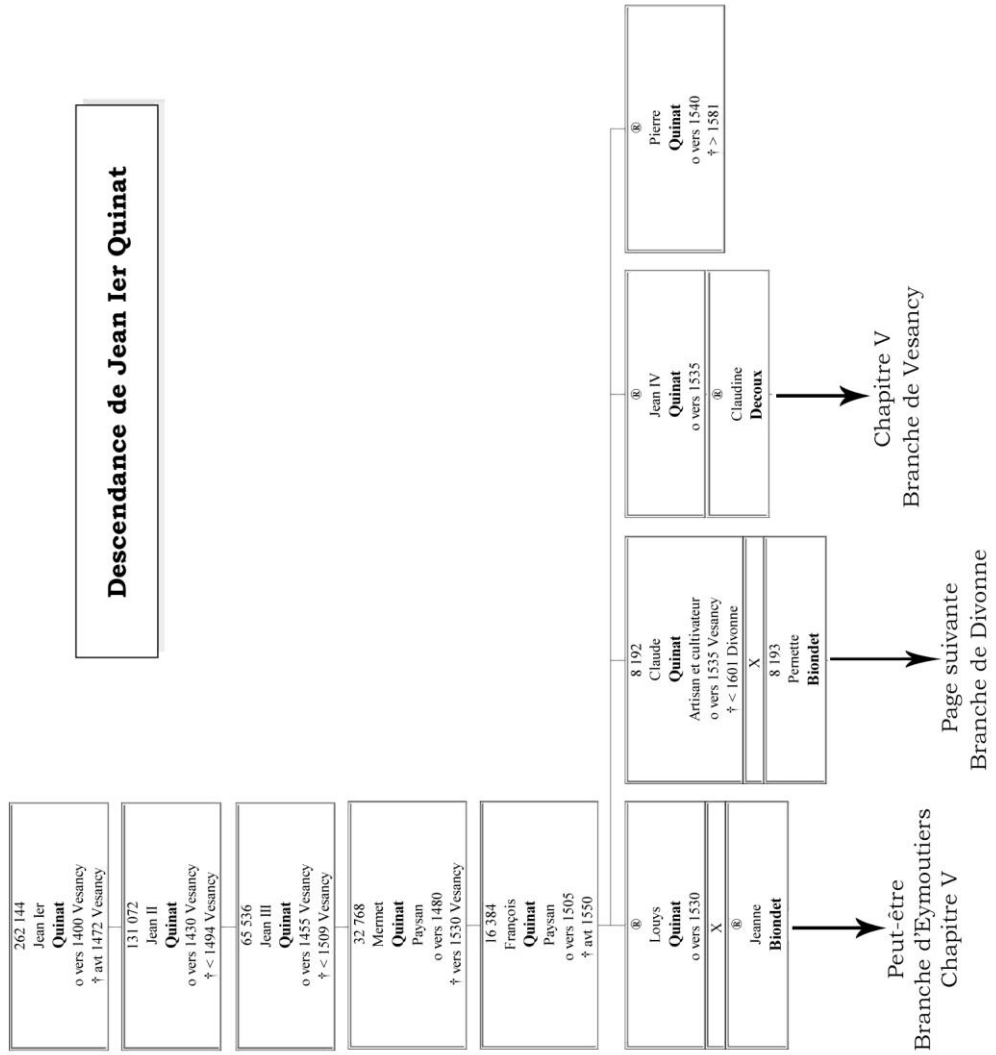 Descendance de Jean Ier Quinat
262 144
Jean Ier
Quinat
o vers 1400 Vesancy
† avt 1472 Vesancy
131 072
Jean II
Quinat
o vers 1430 Vesancy
† < 1494 Vesancy
65 536
Jean III
Quinat
o vers 1455 Vesancy
† < 1509 Vesancy
32 768
Mermet
Quinat
Paysan
o vers 1480
† vers 1530 Vesancy
16 384
François
Quinat
Paysan
o vers 1505
† avt 1550
®
Louys
Quinat
o vers 1530
X
®
Jeanne
Biondet
Peut-être
Branche d'Eymoutiers
Chapitre V
8 192
Claude
Quinat
Artisan et cultivateur
o vers 1535 Vesancy
† < 1601 Divonne
X
8 193
Pernette
Biondet
Page suivante
Branche de Divonne
®
Jean IV
Quinat
o vers 1535
®
Claudine
Decoux
Chapitre V
Branche de Vesancy
®
Pierre
Quinat
o vers 1540
† > 1581